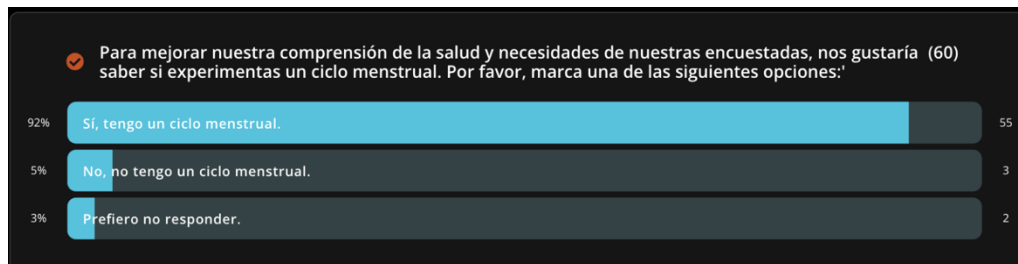 Para mejorar nuestra comprensión de la salud y necesidades de nuestras encuestadas, nos gustaría (60)
saber si experimentas un ciclo menstrual. Por favor, marca una de las siguientes opciones:'
92% Sí, tengo un ciclo menstrual. 55
5% No, no tengo un ciclo menstrual. 3
3% Prefiero no responder. 2